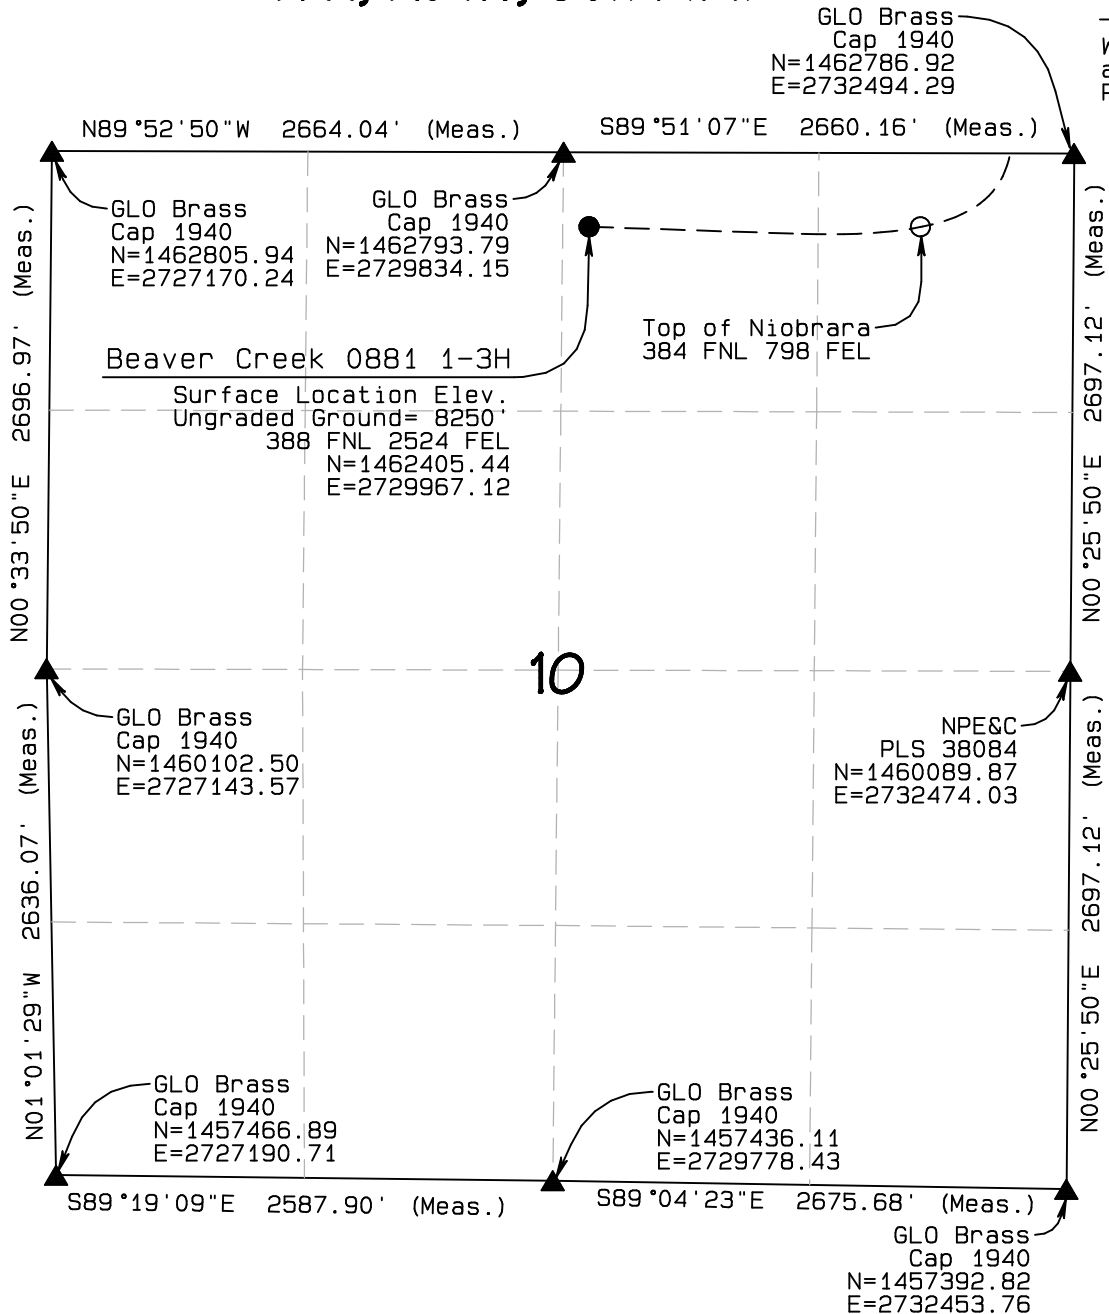 GLO Brass
Cap 1940
N=1462786.92
E=2732494.29
N89°52'50"W 2664.04' (Meas.)
S89°51'07"E 2660.16' (Meas.)
GLO Brass
Cap 1940
N=1462805.94
E=2727170.24
GLO Brass
Cap 1940
N=1462793.79
E=2729834.15
N00°33'50"E 2696.97' (Meas.)
N00°25'50"E 2697.12' (Meas.)
Top of Niobrara
384 FNL 798 FEL
Beaver Creek 0881 1-3H
Surface Location Elev.
Ungraded Ground= 8250'
388 FNL 2524 FEL
N=1462405.44
E=2729967.12
10
GLO Brass
Cap 1940
N=1460102.50
E=2727143.57
NPE&C
PLS 38084
N=1460089.87
E=2732474.03
N01°01'29"W 2636.07' (Meas.)
N00°25'50"E 2697.12' (Meas.)
GLO Brass
Cap 1940
N=1457466.89
E=2727190.71
GLO Brass
Cap 1940
N=1457436.11
E=2729778.43
S89°19'09"E 2587.90' (Meas.)
S89°04'23"E 2675.68' (Meas.)
GLO Brass
Cap 1940
N=1457392.82
E=2732453.76